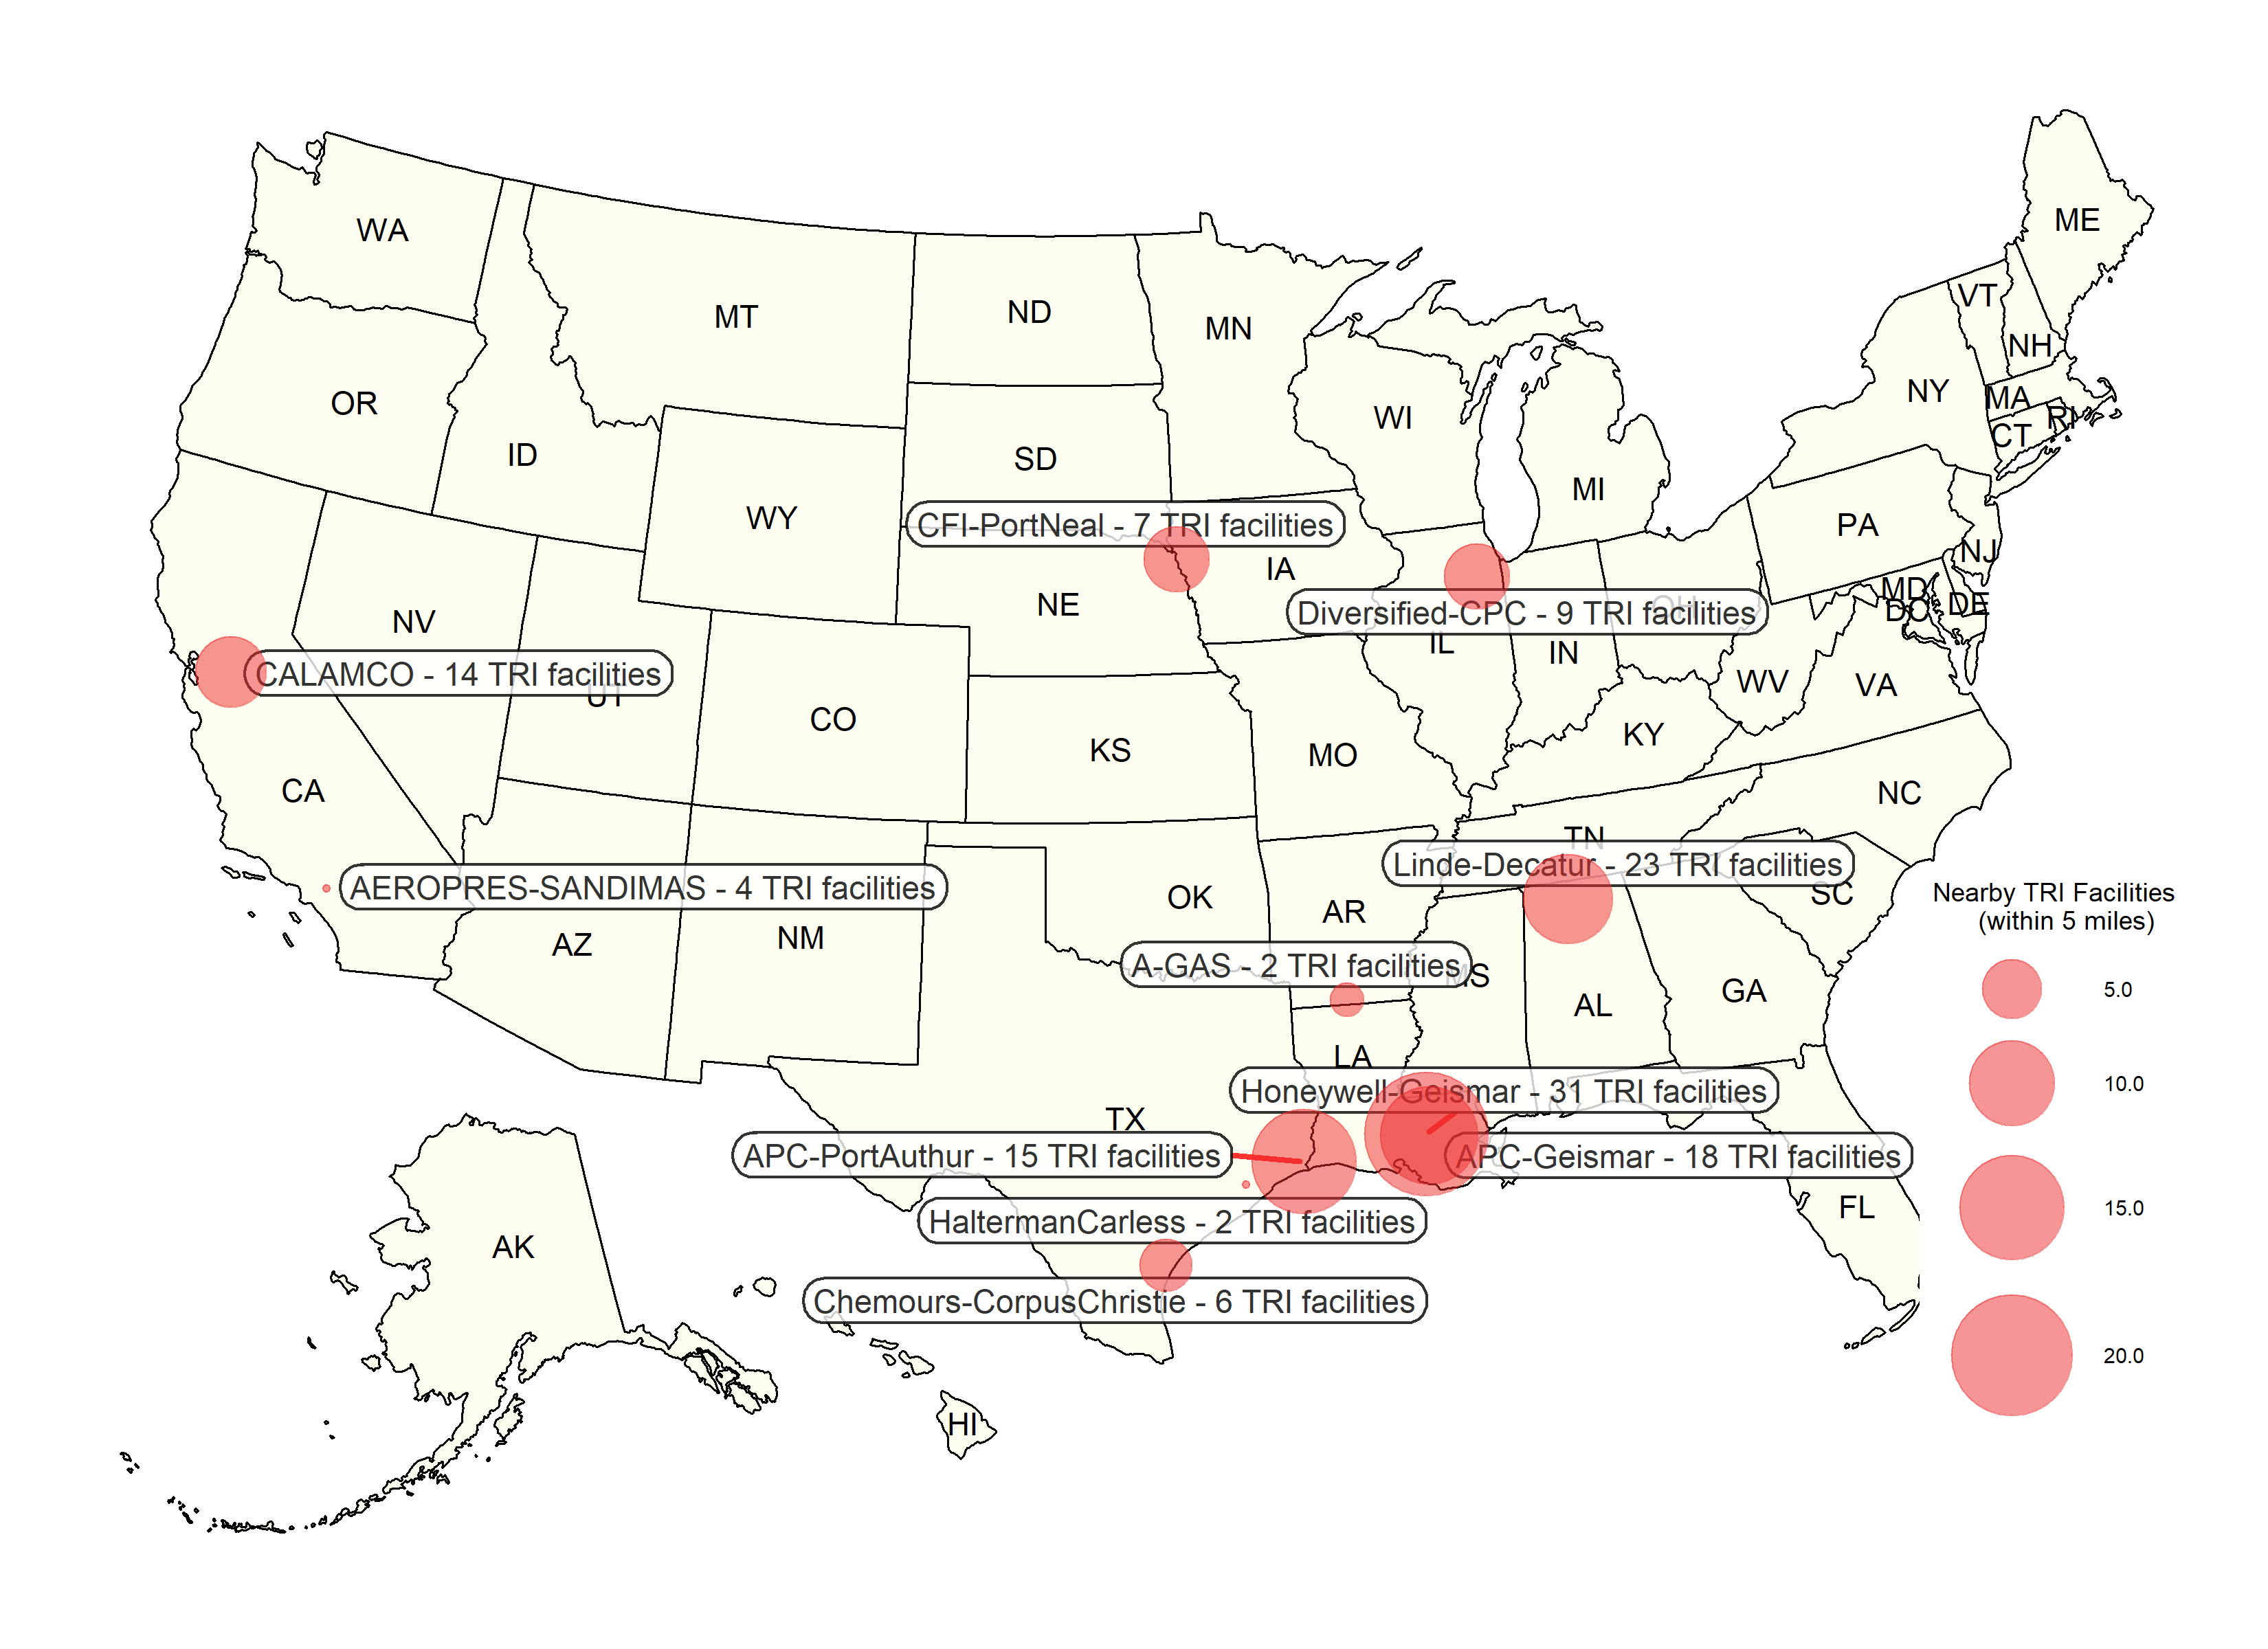 ME
WA
VT
MT
ND
MN
NH
NY
MA
OR
WI
RI
CT
ID
SD
MI
WY
CFI-PortNeal - 7 TRI facilities
PA
NJ
IA
MD
NE
OH
DC
DE
Diversified-CPC - 9 TRI facilities
NV
IL
IN
CALAMCO - 14 TRI facilities
UT
WV
VA
CO
KY
KS
MO
CA
NC
TN
Linde-Decatur - 23 TRI facilities
AEROPRES-SANDIMAS - 4 TRI facilities
SC
OK
AR
Nearby TRI Facilities
(within 5 miles)
AZ
NM
A-GAS - 2 TRI facilities
MS
GA
AL
5.0
LA
10.0
Honeywell-Geismar - 31 TRI facilities
TX
APC-PortAuthur - 15 TRI facilities
APC-Geismar - 18 TRI facilities
FL
15.0
HaltermanCarless - 2 TRI facilities
AK
Chemours-CorpusChristie - 6 TRI facilities
20.0
HI